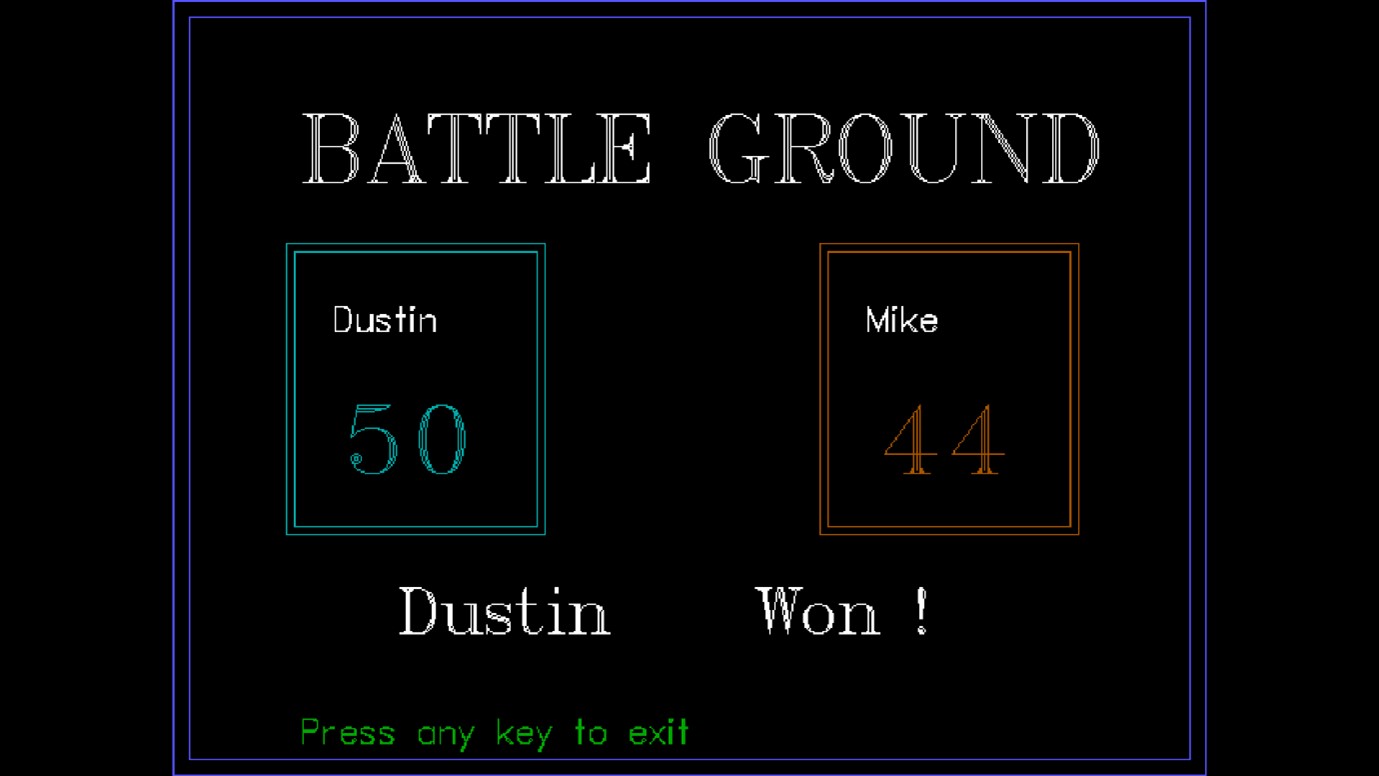 BATTLE GROUND
Dustin
Mike
50
44
Dustin Won !
Press any key to exit